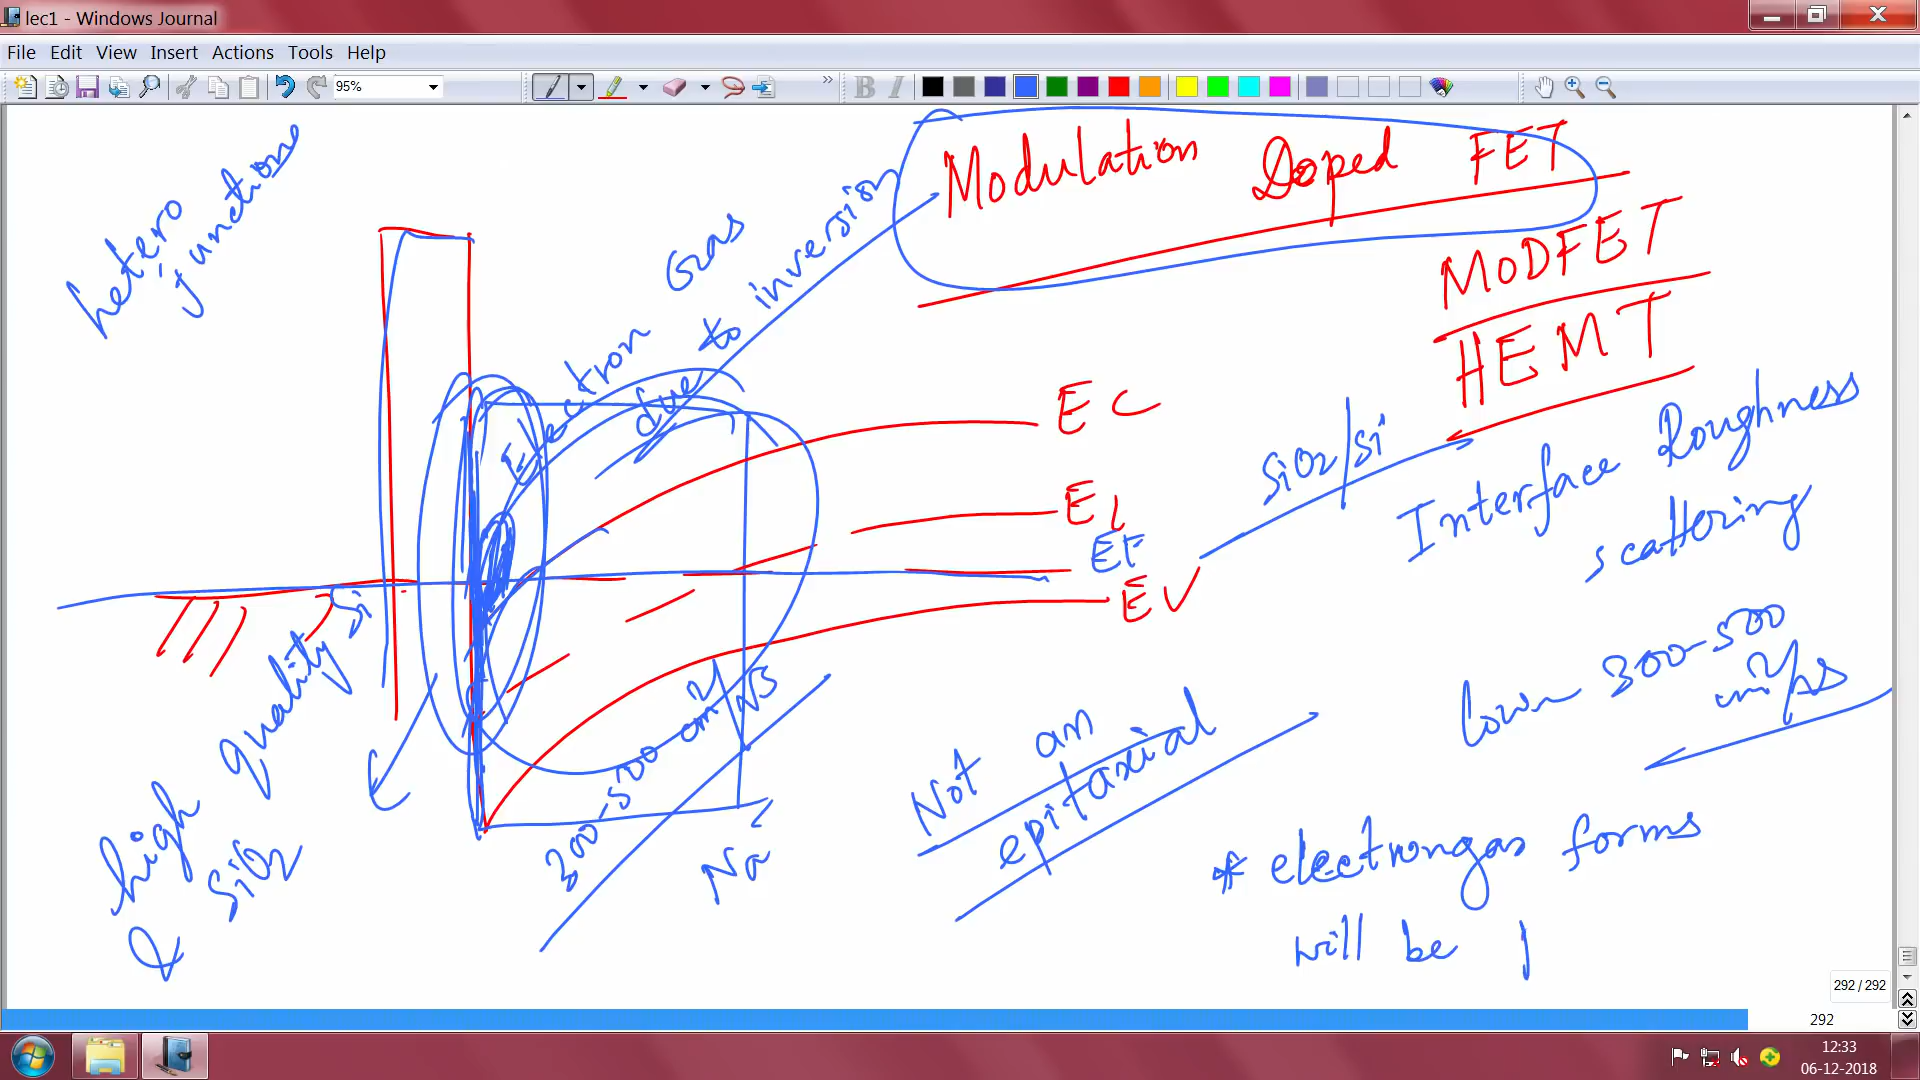 lec1 - Windows Journal
File Edit View Insert Actions Tools Help
95%
B I
Modulation Doped FET
MODFET
HEMT
hetero
junctions
Electron Gas
due to inversion
EC
Ei
EF
EV
SiO2/Si
Interface Roughness
scattering
lower 300-500
cm²/Vs
high quality Si
& SiO2
300-500 cm²/VS
Na
Not an
epitaxial
* electrongas forms
will be
292 / 292
292
12:33
06-12-2018